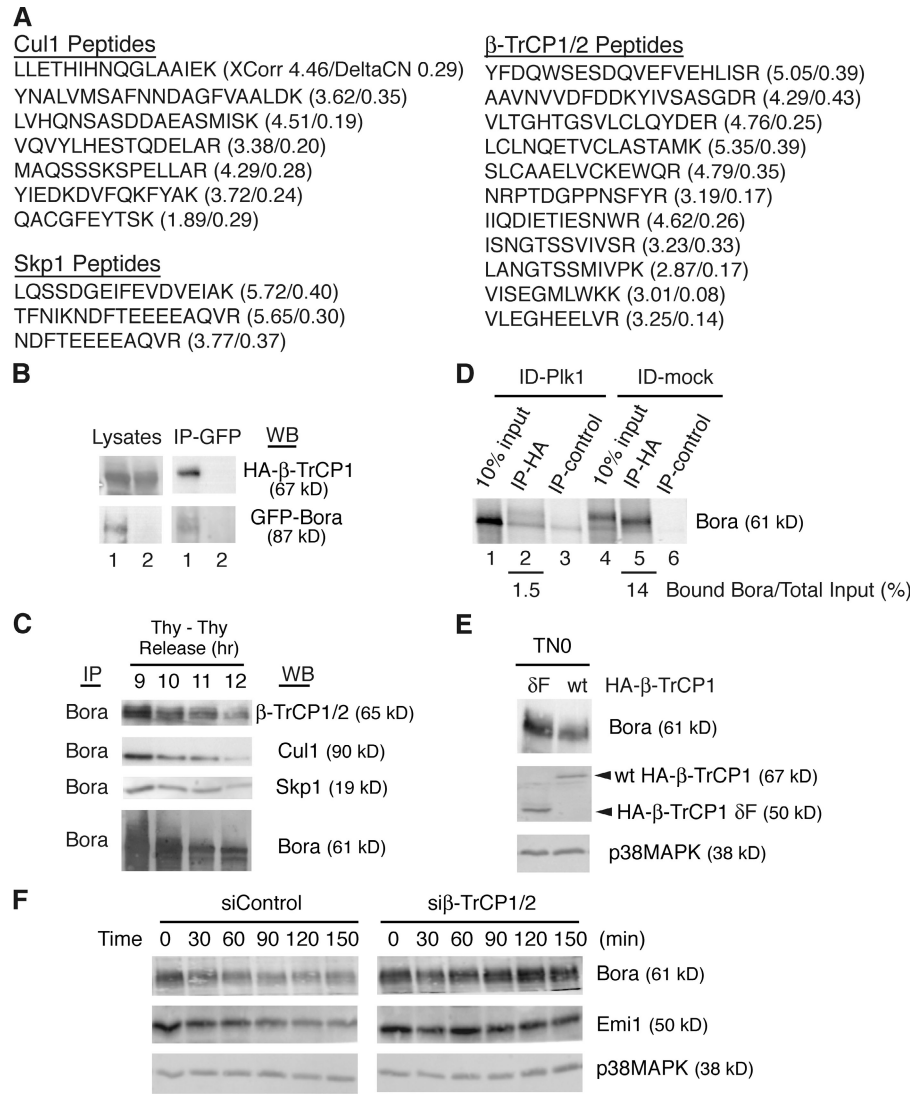 A
Cul1 Peptides
LLETHIHNQGLAAIEK (XCorr 4.46/DeltaCN 0.29)
YNALVMSAFNNDAGFVAALDK (3.62/0.35)
LVHQNSASDDAEASMISK (4.51/0.19)
VQVYLHESTQDELAR (3.38/0.20)
MAQSSSKSPELLAR (4.29/0.28)
YIEDKDVFQKFYAK (3.72/0.24)
QACGFEYTSK (1.89/0.29)
Skp1 Peptides
LQSSDGEIFEVDVEIAK (5.72/0.40)
TFNIKNDFTEEEEAQVR (5.65/0.30)
NDFTEEEEAQVR (3.77/0.37)
β-TrCP1/2 Peptides
YFDQWSESDQVEFVEHLISR (5.05/0.39)
AAVNVVDFDDKYIVSASGDR (4.29/0.43)
VLTGHTGSVLCLQYDER (4.76/0.25)
LCLNQETVCLASTAMK (5.35/0.39)
SLCAAELVCKEWQR (4.79/0.35)
NRPTDGPPNSFYR (3.19/0.17)
IIQDIETIESNWR (4.62/0.26)
ISNGTSSVIVSR (3.23/0.33)
LANGTSSMIVPK (2.87/0.17)
VISEGMLWKK (3.01/0.08)
VLEGHEELVR (3.25/0.14)
B
Lysates IP-GFP WB
HA-β-TrCP1
(67 kD)
GFP-Bora
(87 kD)
1 2 1 2
D
ID-Plk1 ID-mock
10% input IP-HA IP-control 10% input IP-HA IP-control
Bora (61 kD)
1 2 3 4 5 6
1.5 14 Bound Bora/Total Input (%)
C
Thy - Thy
Release (hr)
IP 9 10 11 12 WB
Bora β-TrCP1/2 (65 kD)
Bora Cul1 (90 kD)
Bora Skp1 (19 kD)
Bora Bora (61 kD)
E
TN0
δF wt HA-β-TrCP1
Bora (61 kD)
wt HA-β-TrCP1 (67 kD)
HA-β-TrCP1 δF (50 kD)
p38MAPK (38 kD)
F
siControl siβ-TrCP1/2
Time 0 30 60 90 120 150 0 30 60 90 120 150 (min)
Bora (61 kD)
Emi1 (50 kD)
p38MAPK (38 kD)